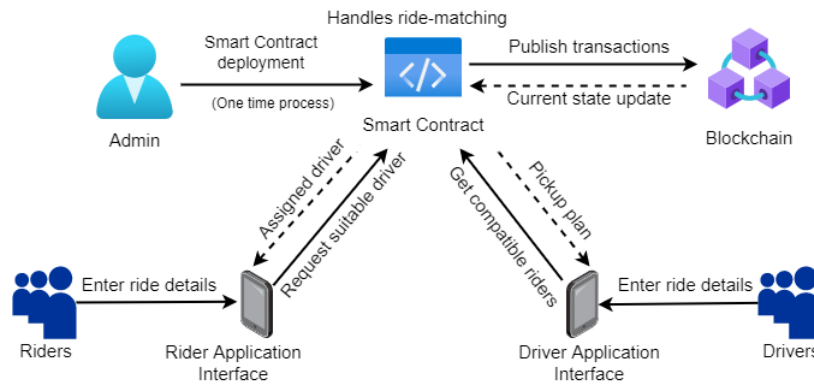 Handles ride-matching
Smart Contract
deployment
(One time process)
Publish transactions
Current state update
Admin
Smart Contract
Blockchain
Assigned driver
Request suitable driver
Pickup plan
Get compatible riders
Enter ride details
Enter ride details
Riders
Rider Application
Interface
Driver Application
Interface
Drivers